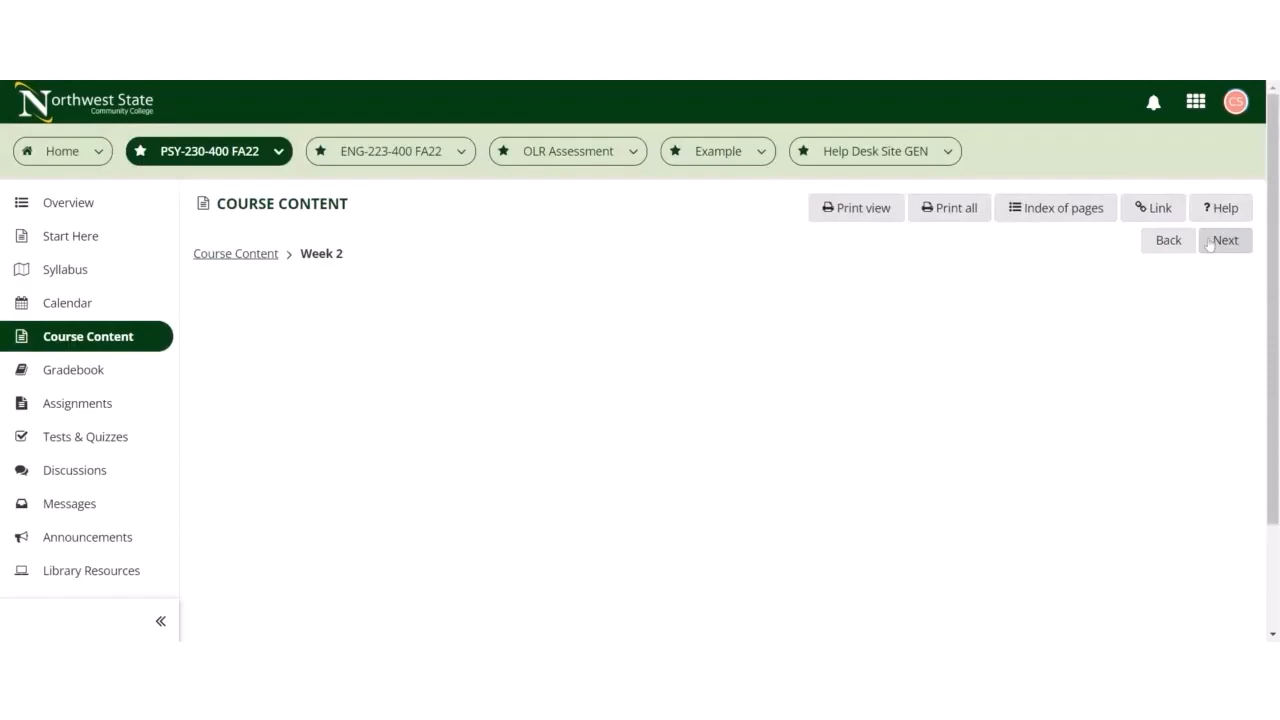 Northwest State
Community College
CS
Home
PSY-230-400 FA22
ENG-223-400 FA22
OLR Assessment
Example
Help Desk Site GEN
Overview
Start Here
Syllabus
Calendar
Course Content
Gradebook
Assignments
Tests & Quizzes
Discussions
Messages
Announcements
Library Resources
COURSE CONTENT
Print view
Print all
Index of pages
Link
? Help
Back
Next
Course Content > Week 2